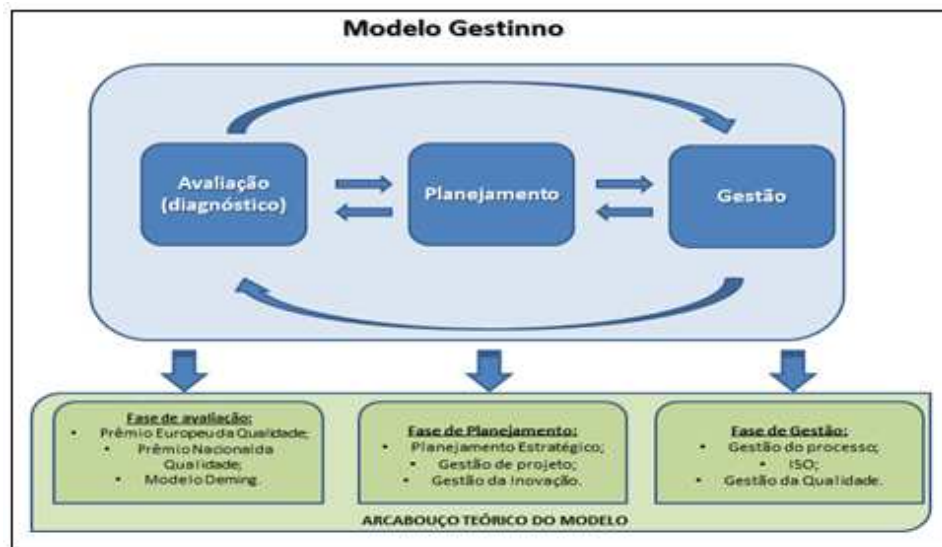 Modelo Gestinno
Avaliação
(diagnóstico)
Planejamento
Gestão
Fase de avaliação:
• Prêmio Europeu da Qualidade;
• Prêmio Nacional da
Qualidade;
• Modelo Deming.
Fase de Planejamento:
• Planejamento Estratégico;
• Gestão de projeto;
• Gestão da Inovação.
Fase de Gestão:
• Gestão do processo;
• ISO;
• Gestão da Qualidade.
ARCABOUÇO TEÓRICO DO MODELO